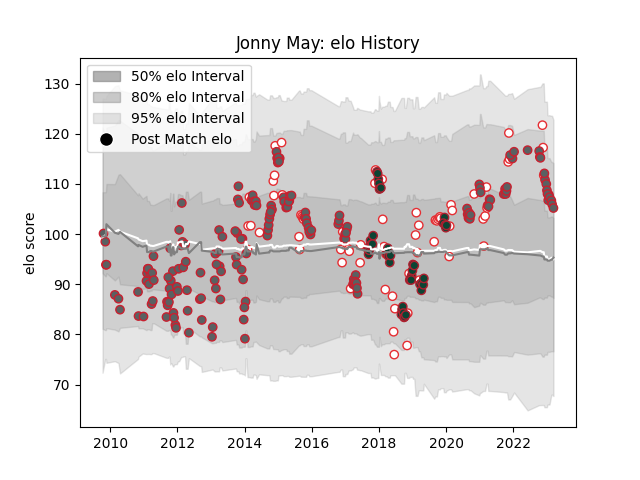 Jonny May: elo History
50% elo Interval
80% elo Interval
95% elo Interval
Post Match elo
elo score
130
120
110
100
90
80
70
2010 2012 2014 2016 2018 2020 2022